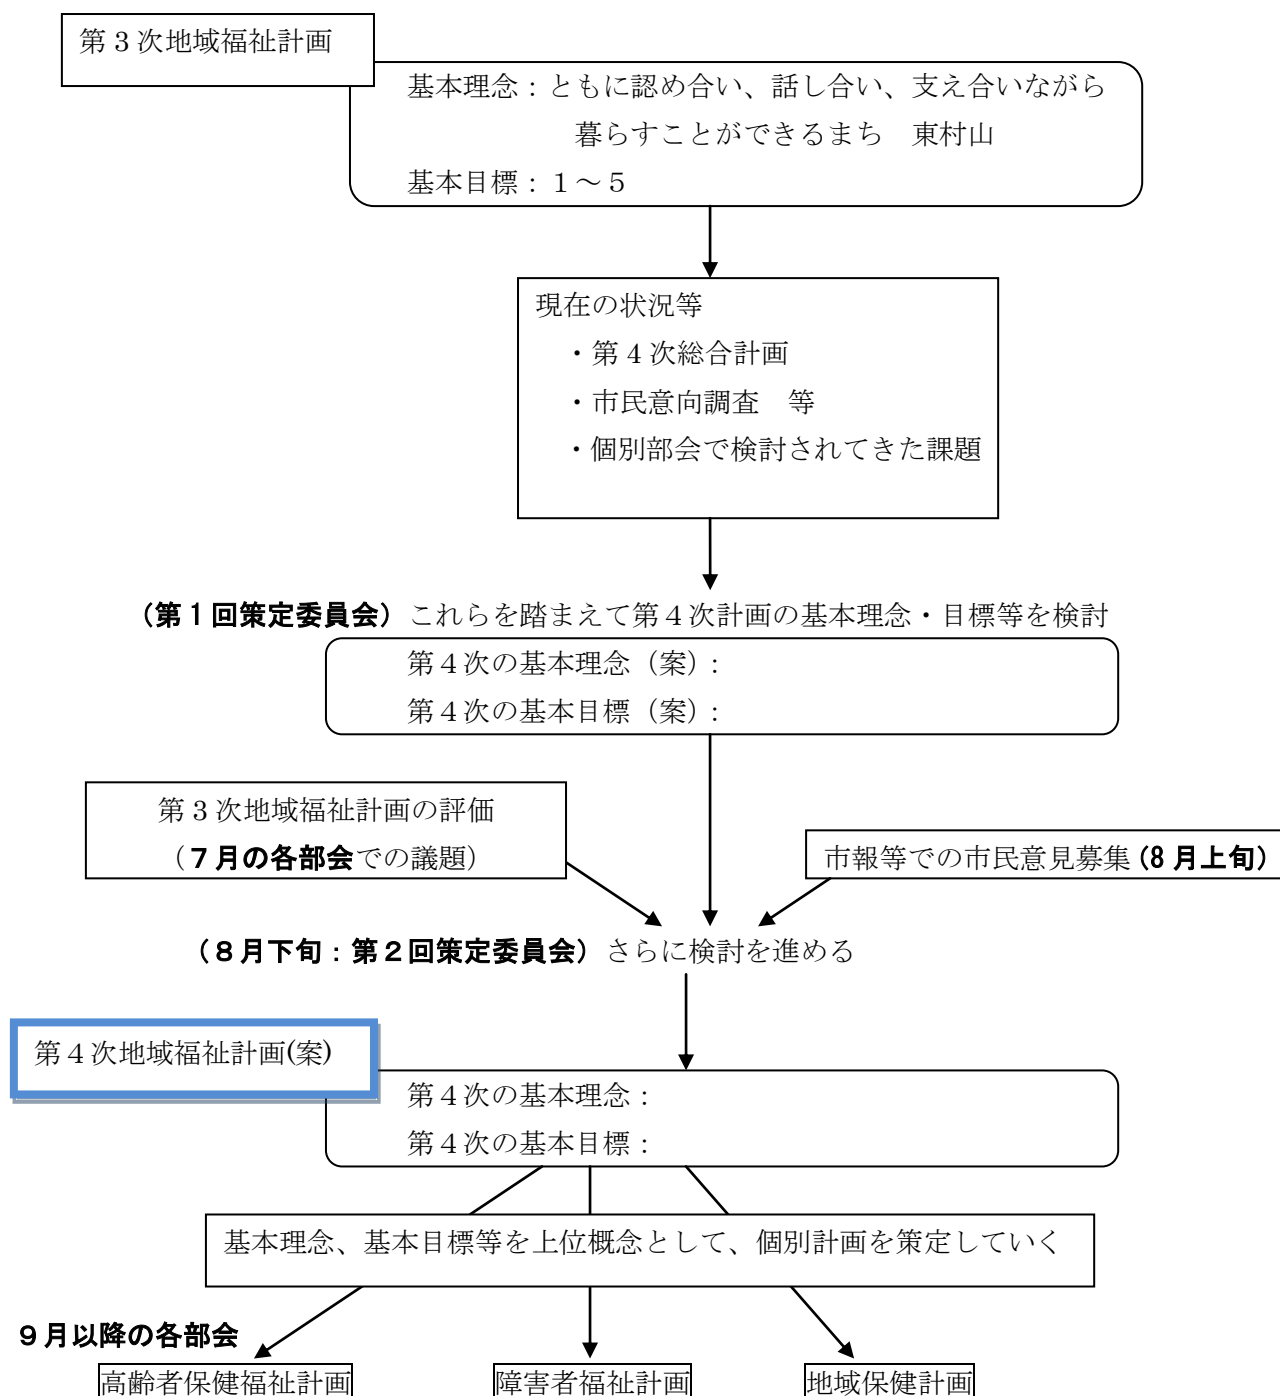 第3次地域福祉計画
基本理念：ともに認め合い、話し合い、支え合いながら
暮らすことができるまち　東村山
基本目標：1～5
現在の状況等
・第4次総合計画
・市民意向調査　等
・個別部会で検討されてきた課題
（第1回策定委員会）これらを踏まえて第4次計画の基本理念・目標等を検討
第4次の基本理念（案）：
第4次の基本目標（案）：
第3次地域福祉計画の評価
（7月の各部会での議題）
市報等での市民意見募集（8月上旬）
（8月下旬：第2回策定委員会）さらに検討を進める
第4次地域福祉計画(案)
第4次の基本理念：
第4次の基本目標：
基本理念、基本目標等を上位概念として、個別計画を策定していく
9月以降の各部会
高齢者保健福祉計画
障害者福祉計画
地域保健計画